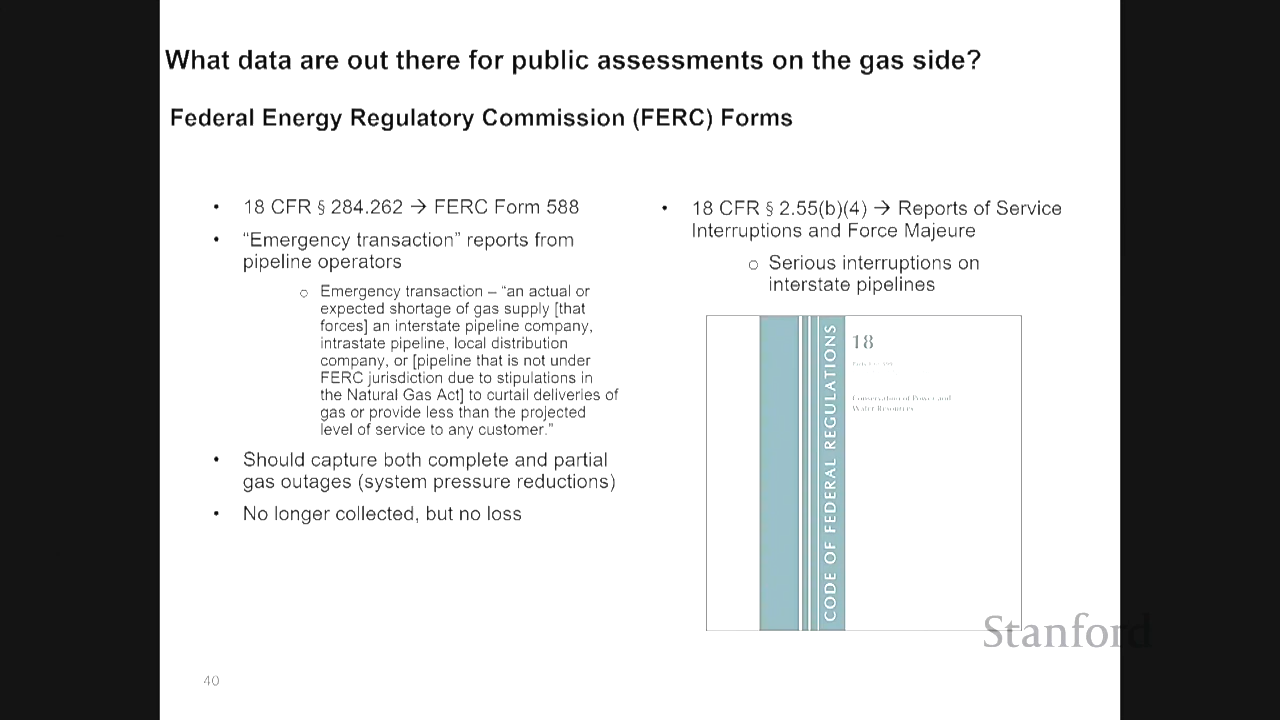 What data are out there for public assessments on the gas side?
Federal Energy Regulatory Commission (FERC) Forms
• 18 CFR § 284.262 → FERC Form 588
• “Emergency transaction” reports from
pipeline operators
o Emergency transaction – “an actual or
expected shortage of gas supply [that
forces] an interstate pipeline company,
intrastate pipeline, local distribution
company, or [pipeline that is not under
FERC jurisdiction due to stipulations in
the Natural Gas Act] to curtail deliveries of
gas or provide less than the projected
level of service to any customer.”
• Should capture both complete and partial
gas outages (system pressure reductions)
• No longer collected, but no loss
• 18 CFR § 2.55(b)(4) → Reports of Service
Interruptions and Force Majeure
o Serious interruptions on
interstate pipelines
CODE OF FEDERAL REGULATIONS
18
Conservation of Power and
Water Resources
Stanford
40